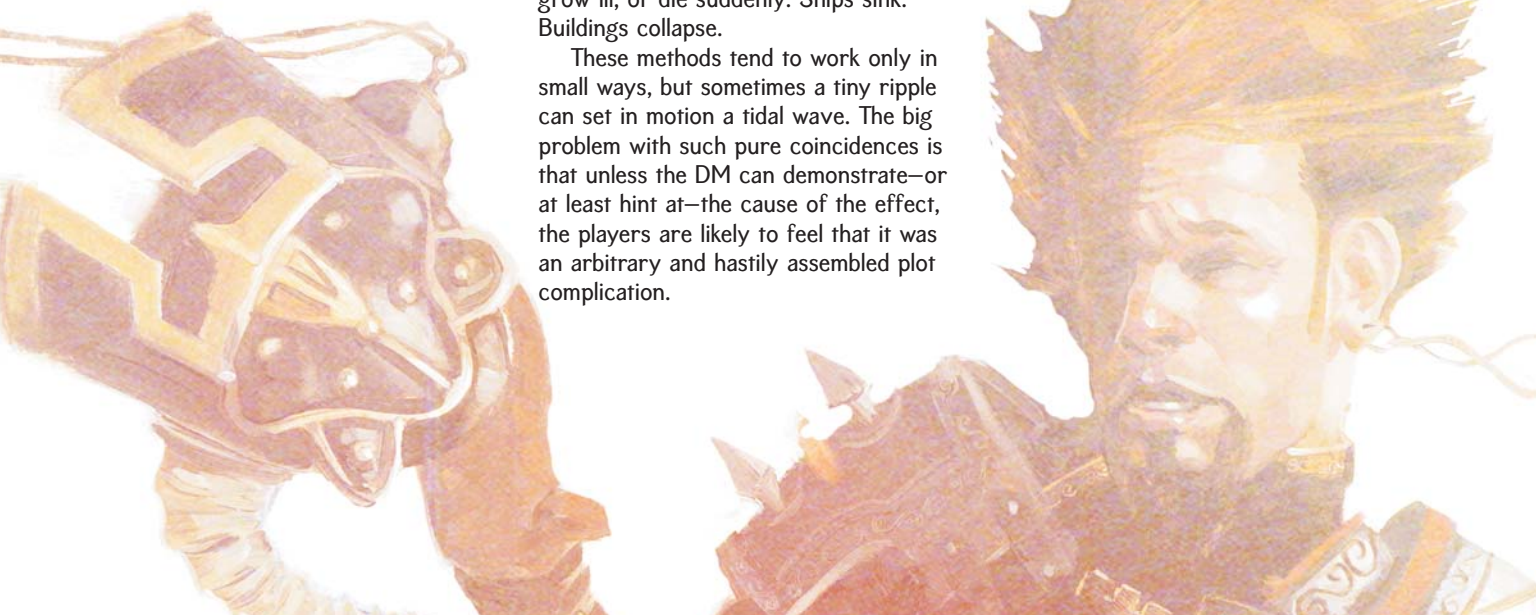 grow ill, or die suddenly. Ships sink.
Buildings collapse.
These methods tend to work only in
small ways, but sometimes a tiny ripple
can set in motion a tidal wave. The big
problem with such pure coincidences is
that unless the DM can demonstrate—or
at least hint at—the cause of the effect,
the players are likely to feel that it was
an arbitrary and hastily assembled plot
complication.